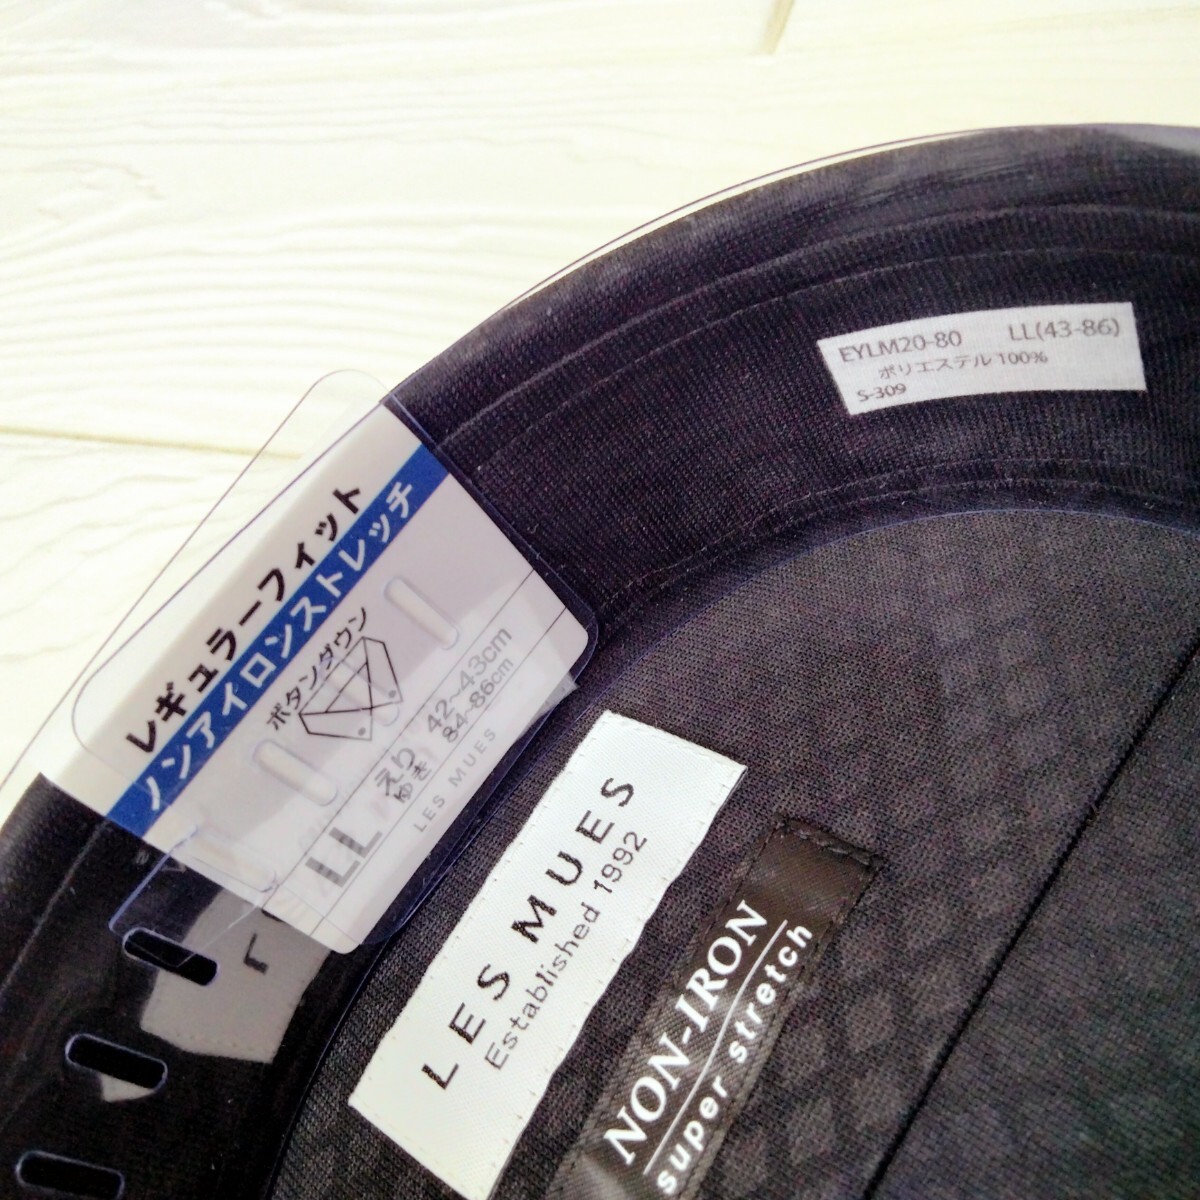 EYLM20-80 LL(43-86)
ポリエステル 100%
S-309
レギュラーフィット
ノンアイロンストレッチ
ボタンダウン
LL
えり 42~43cm
ゆき 84-86cm
LES MUES
LES MUES
Established 1992
NON-IRON
super stretch